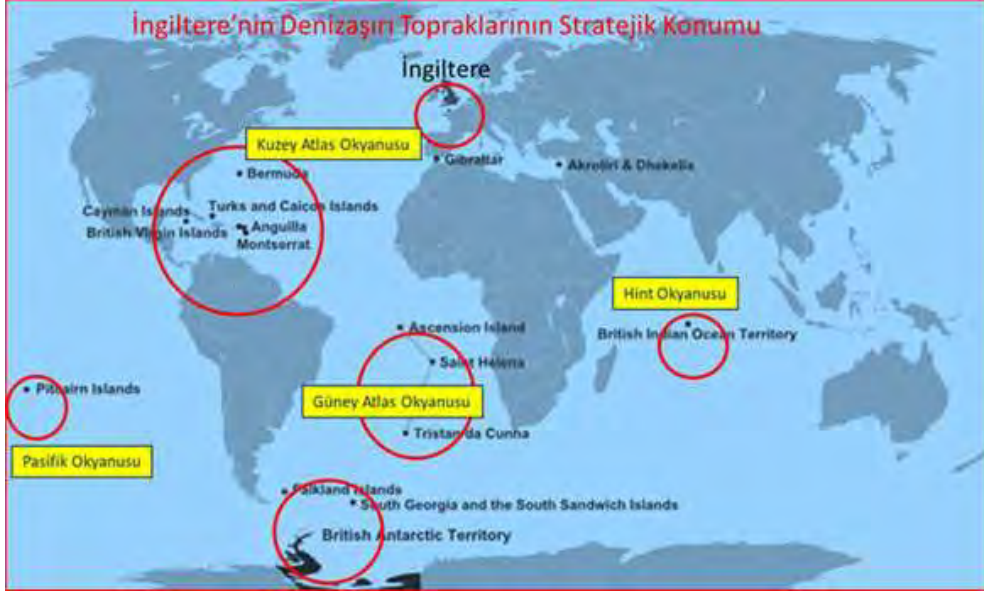 İngiltere'nin Denizaşırı Topraklarının Stratejik Konumu
İngiltere
Kuzey Atlas Okyanusu
Gibraltar
Akrotiri & Dhekelia
Bermuda
Cayman Islands
Turks and Caicos Islands
British Virgin Islands
Anguilla
Montserrat
Hint Okyanusu
British Indian Ocean Territory
Ascension Island
Saint Helena
Pitcairn Islands
Güney Atlas Okyanusu
Tristan da Cunha
Pasifik Okyanusu
Falkland Islands
South Georgia and the South Sandwich Islands
British Antarctic Territory